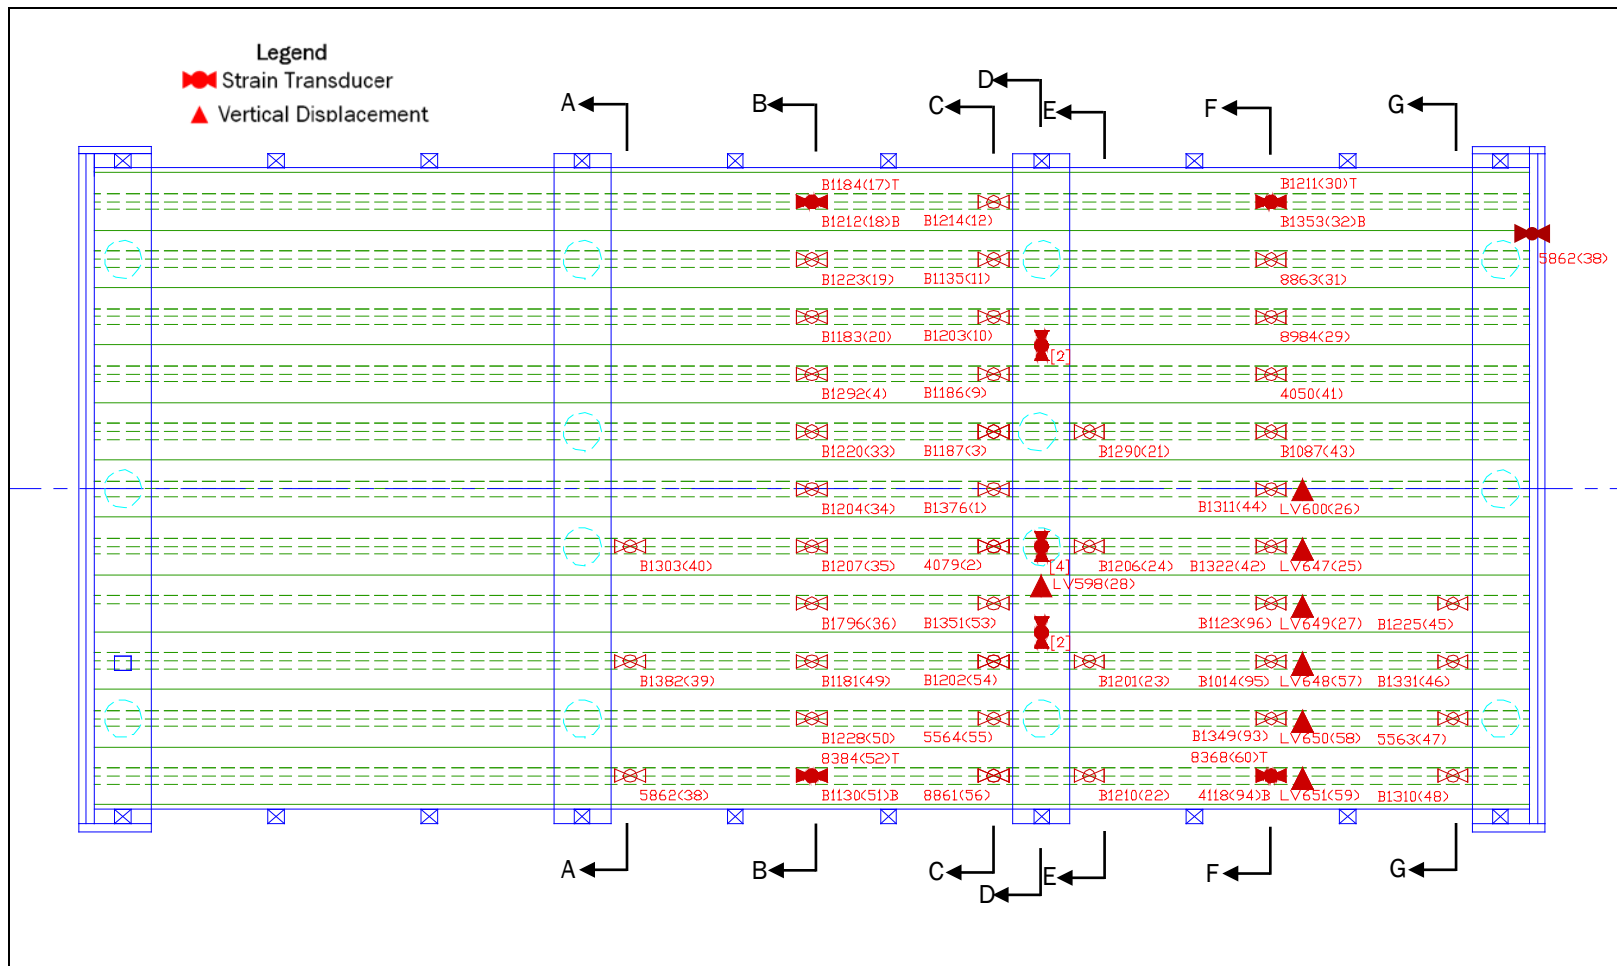 Legend
Strain Transducer
Vertical Displacement
D
A B C E F G
B1184(17)T B1211(30)T
B1212(18)B B1214(12) B1353(32)B
5862(38)
B1223(19) B1135(11) 8863(31)
B1183(20) B1203(10) 8984(29)
[2]
B1292(4) B1186(9) 4050(41)
B1220(33) B1187(3) B1290(21) B1087(43)
B1204(34) B1376(1) B1311(44) LV600(26)
B1303(40) B1207(35) 4079(2) [4] B1206(24) B1322(42) LV647(25)
LV598(28)
B1796(36) B1351(53) B1123(96) LV649(27) B1225(45)
[2]
B1382(39) B1181(49) B1202(54) B1201(23) B1014(95) LV648(57) B1331(46)
B1228(50) 5564(55) B1349(93) LV650(58) 5563(47)
8384(52)T 8368(60)T
5862(38) B1130(51)B 8861(56) B1210(22) 4118(94)B LV651(59) B1310(48)
A B C E F G
D